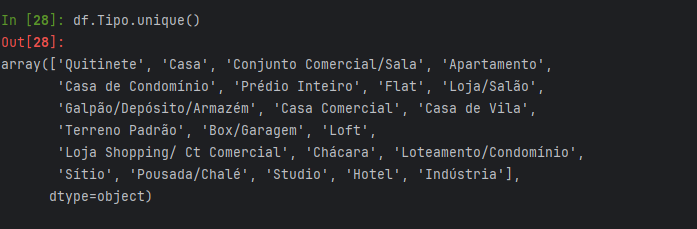 In [28]: df.Tipo.unique()
Out[28]:
array(['Quitinete', 'Casa', 'Conjunto Comercial/Sala', 'Apartamento',
       'Casa de Condomínio', 'Prédio Inteiro', 'Flat', 'Loja/Salão',
       'Galpão/Depósito/Armazém', 'Casa Comercial', 'Casa de Vila',
       'Terreno Padrão', 'Box/Garagem', 'Loft',
       'Loja Shopping/ Ct Comercial', 'Chácara', 'Loteamento/Condomínio',
       'Sítio', 'Pousada/Chalé', 'Studio', 'Hotel', 'Indústria'],
      dtype=object)